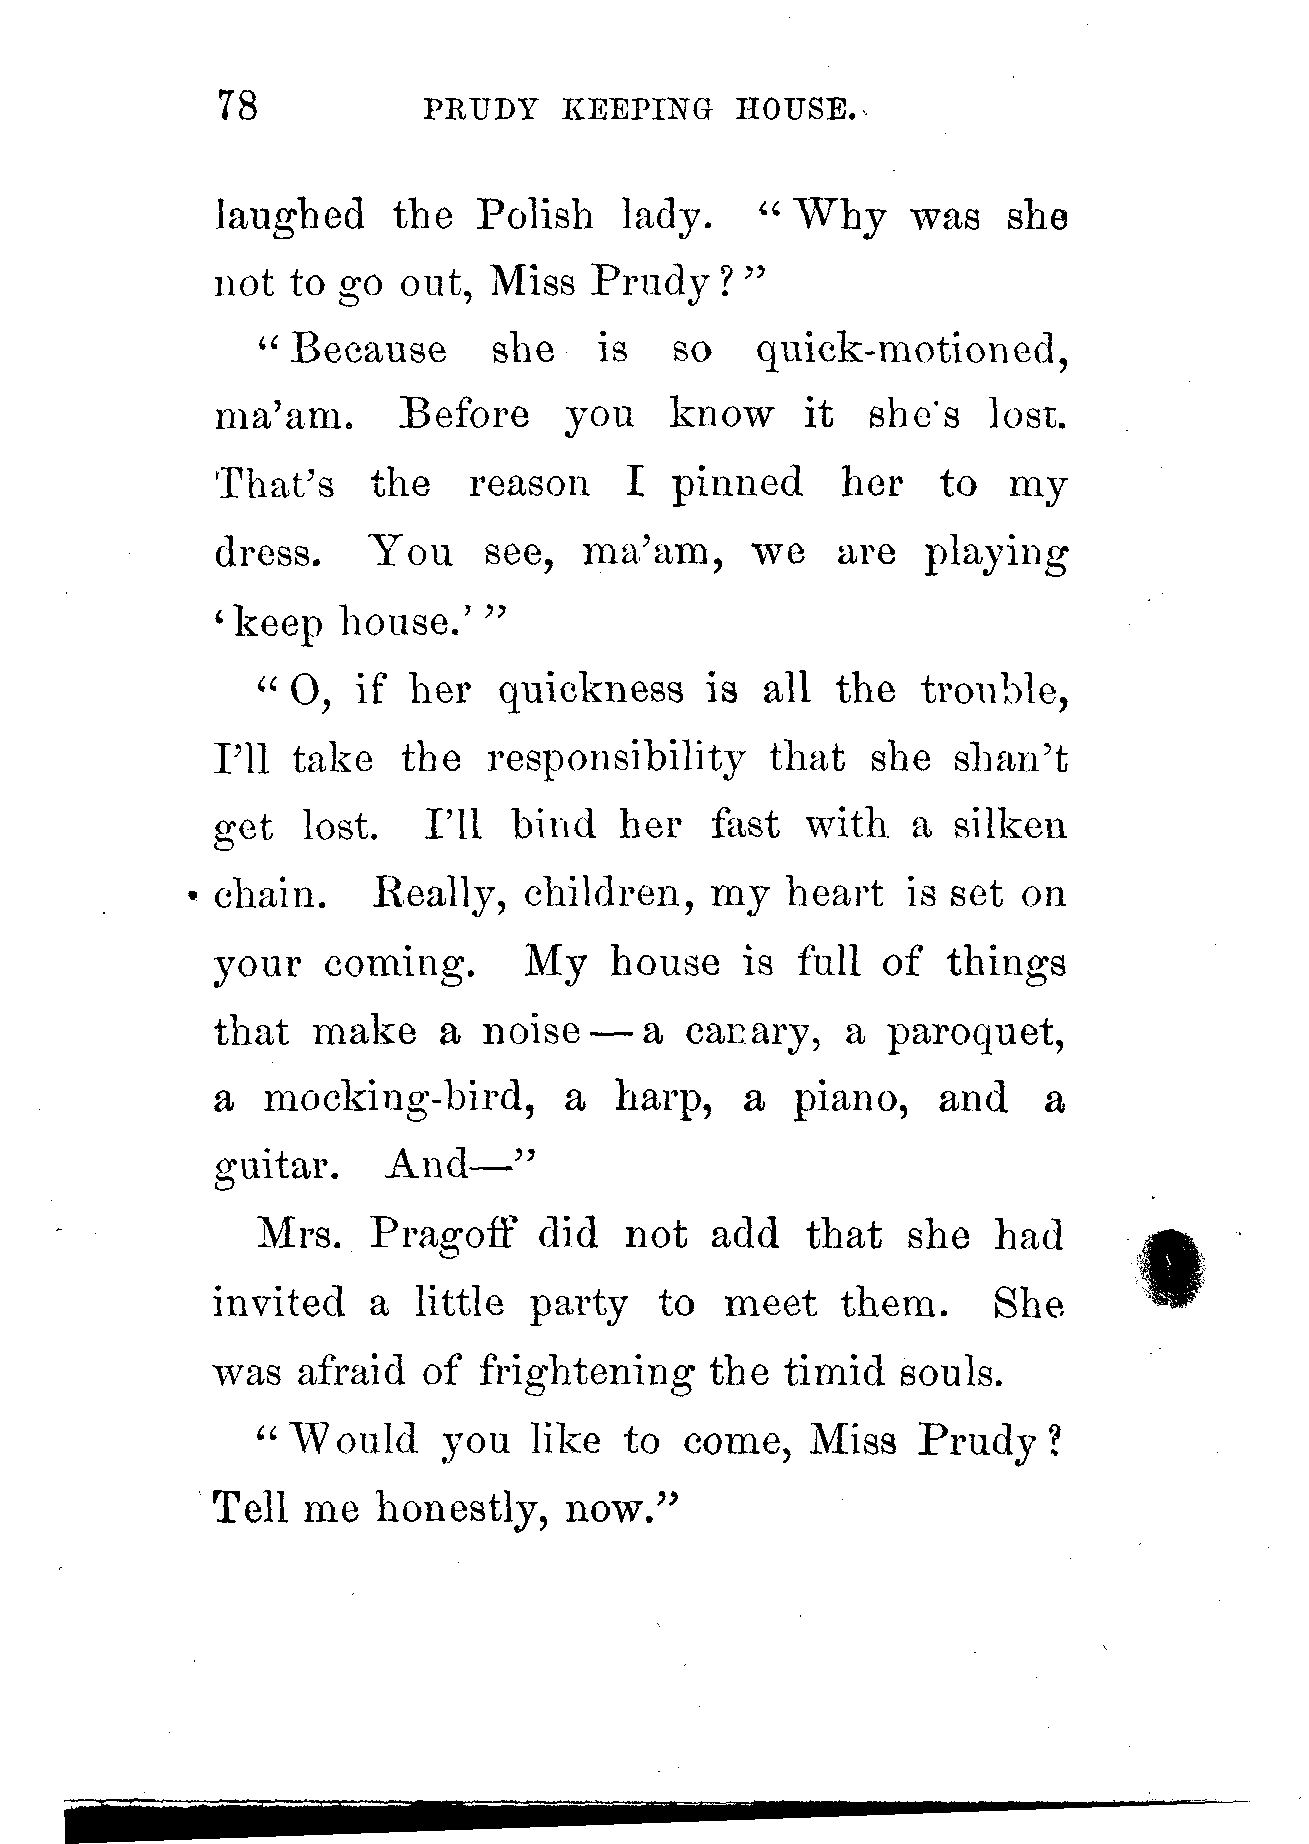 78 PRUDY KEEPING HOUSE.
laughed the Polish lady. “Why was she
not to go out, Miss Prudy?”
“Because she is so quick-motioned,
ma’am. Before you know it she's lost.
That’s the reason I pinned her to my
dress. You see, ma’am, we are playing
‘keep house.’”
“O, if her quickness is all the trouble,
I’ll take the responsibility that she shan’t
get lost. I’ll bind her fast with a silken
chain. Really, children, my heart is set on
your coming. My house is full of things
that make a noise — a canary, a paroquet,
a mocking-bird, a harp, a piano, and a
guitar. And—”
Mrs. Pragoff did not add that she had
invited a little party to meet them. She
was afraid of frightening the timid souls.
“Would you like to come, Miss Prudy?
Tell me honestly, now.”